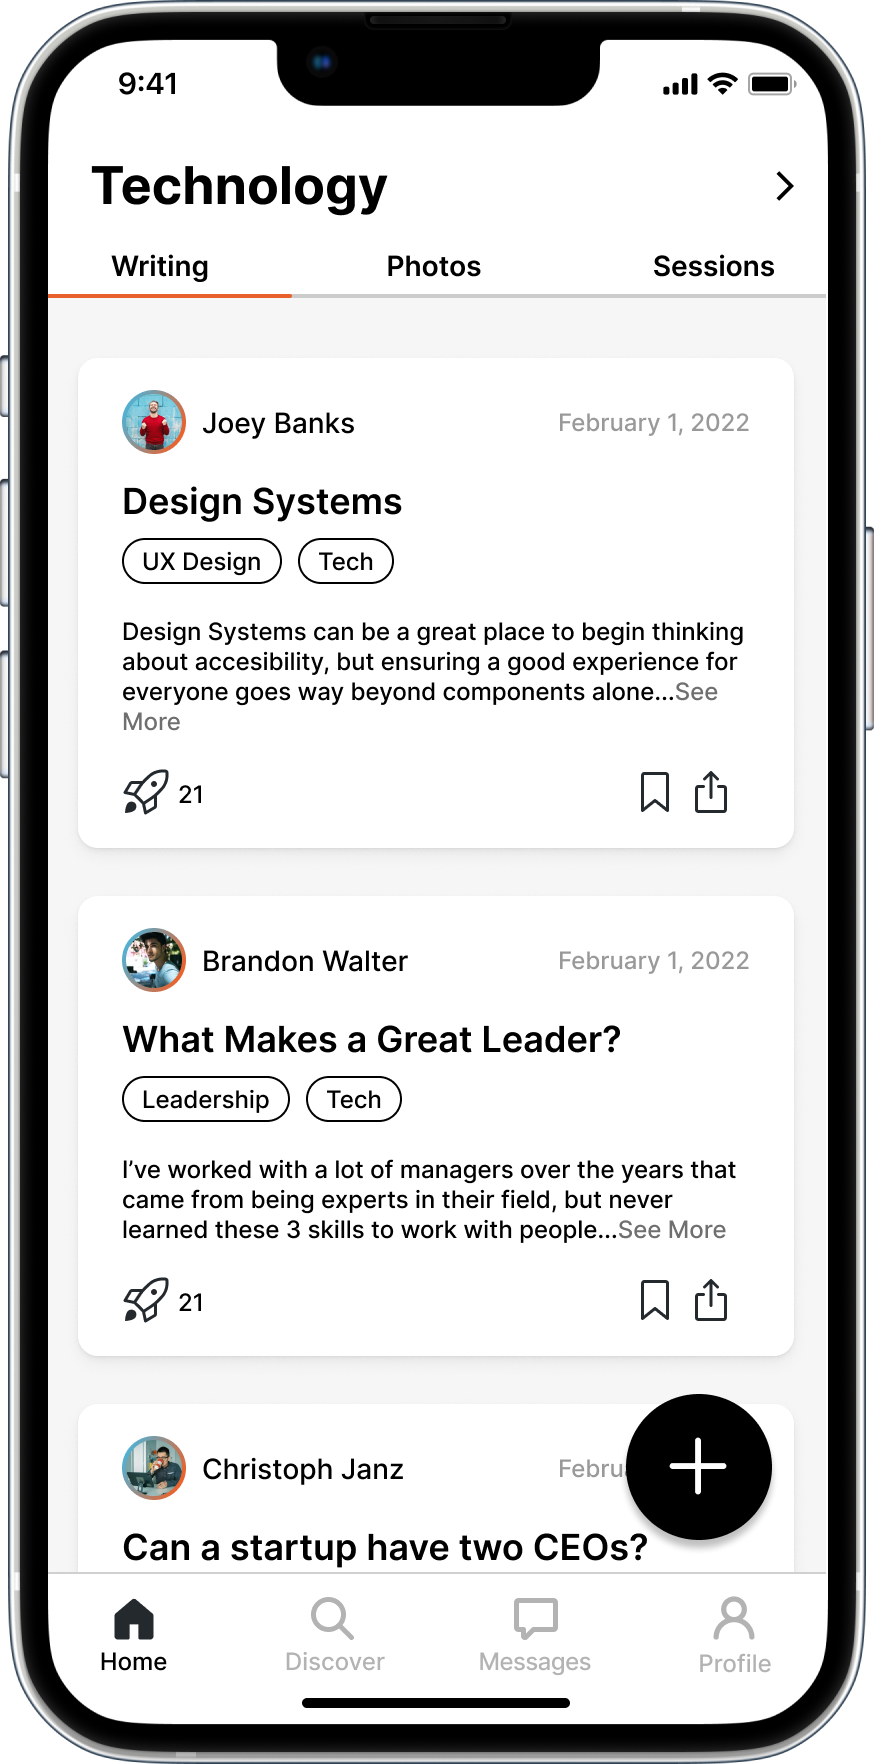 9:41
Technology
Writing Photos Sessions
Joey Banks February 1, 2022
Design Systems
UX Design Tech
Design Systems can be a great place to begin thinking
about accesibility, but ensuring a good experience for
everyone goes way beyond components alone...See
More
21
Brandon Walter February 1, 2022
What Makes a Great Leader?
Leadership Tech
I’ve worked with a lot of managers over the years that
came from being experts in their field, but never
learned these 3 skills to work with people...See More
21
Christoph Janz Febru
Can a startup have two CEOs?
Home Discover Messages Profile